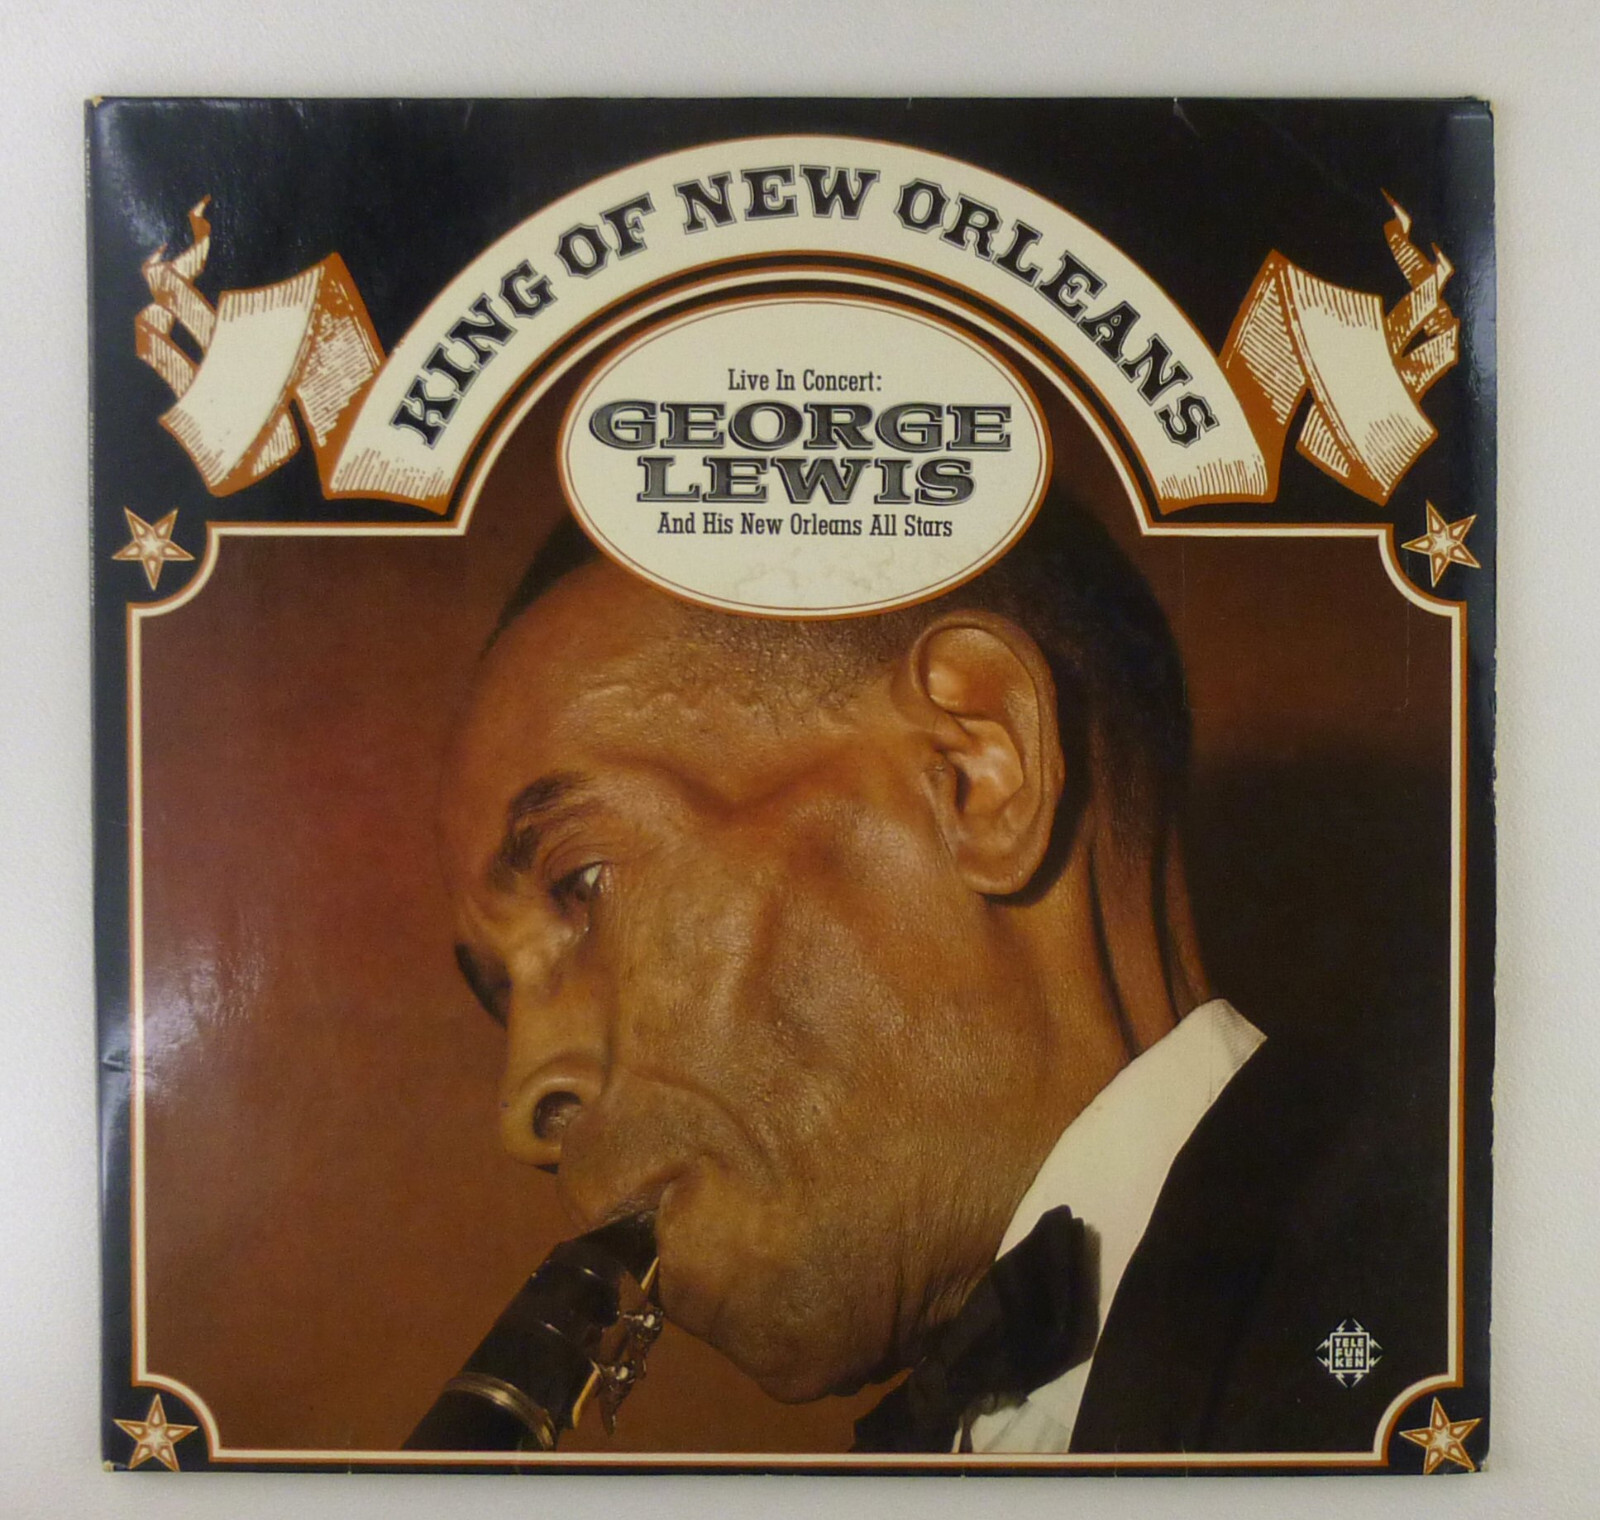 KING OF NEW ORLEANS
Live In Concert:
GEORGE
LEWIS
And His New Orleans All Stars
TELE
FUN
KEN